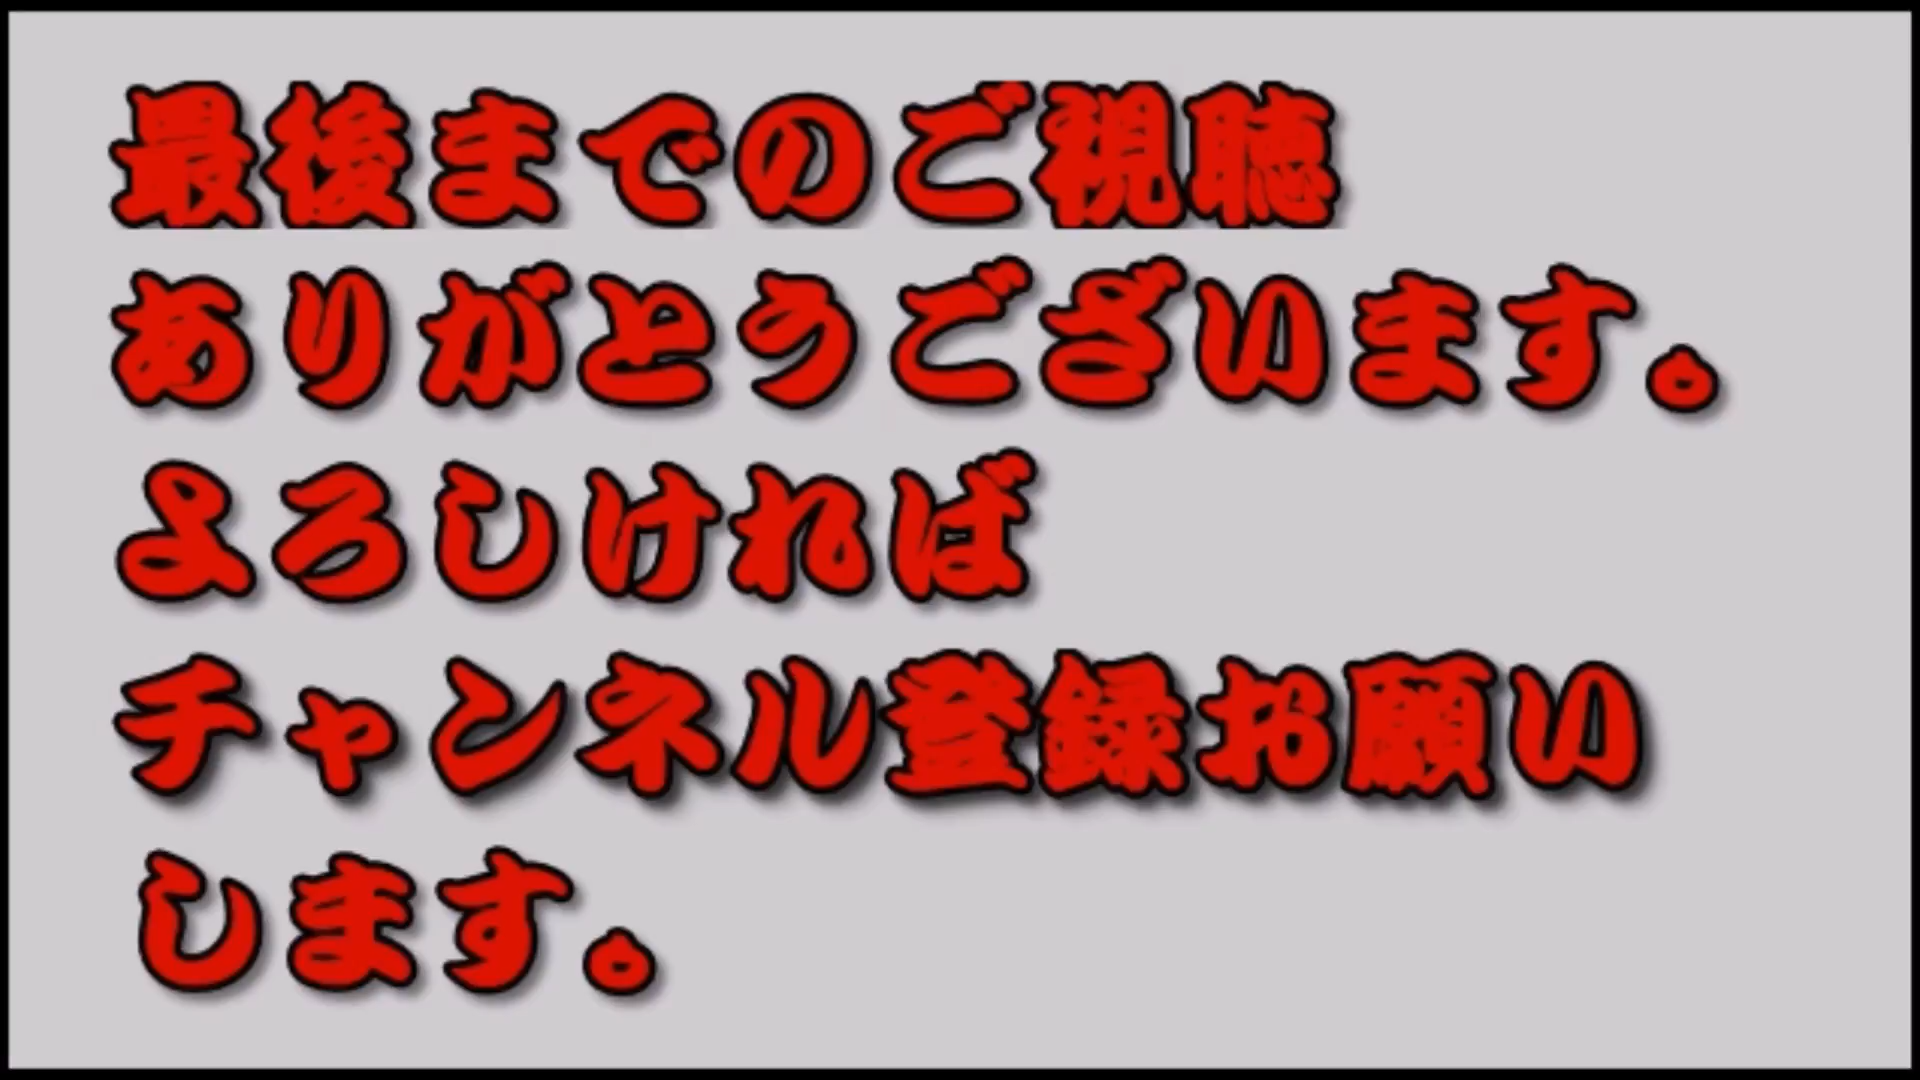 最後までのご視聴
ありがとうございます。
よろしければ
チャンネル登録お願い
します。